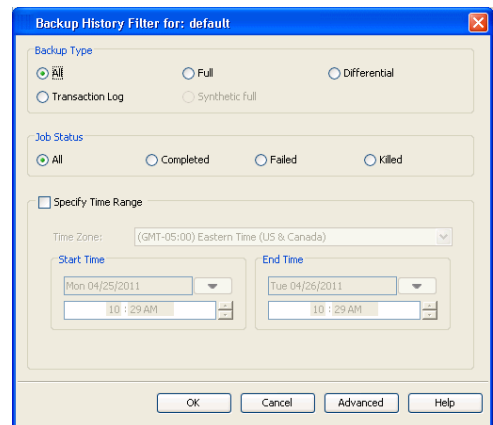 Backup History Filter for: default
Backup Type
All Full Differential
Transaction Log Synthetic full
Job Status
All Completed Failed Killed
Specify Time Range
Time Zone: (GMT-05:00) Eastern Time (US & Canada)
Start Time End Time
Mon 04/25/2011 Tue 04/26/2011
10 : 29 AM 10 : 29 AM
OK Cancel Advanced Help